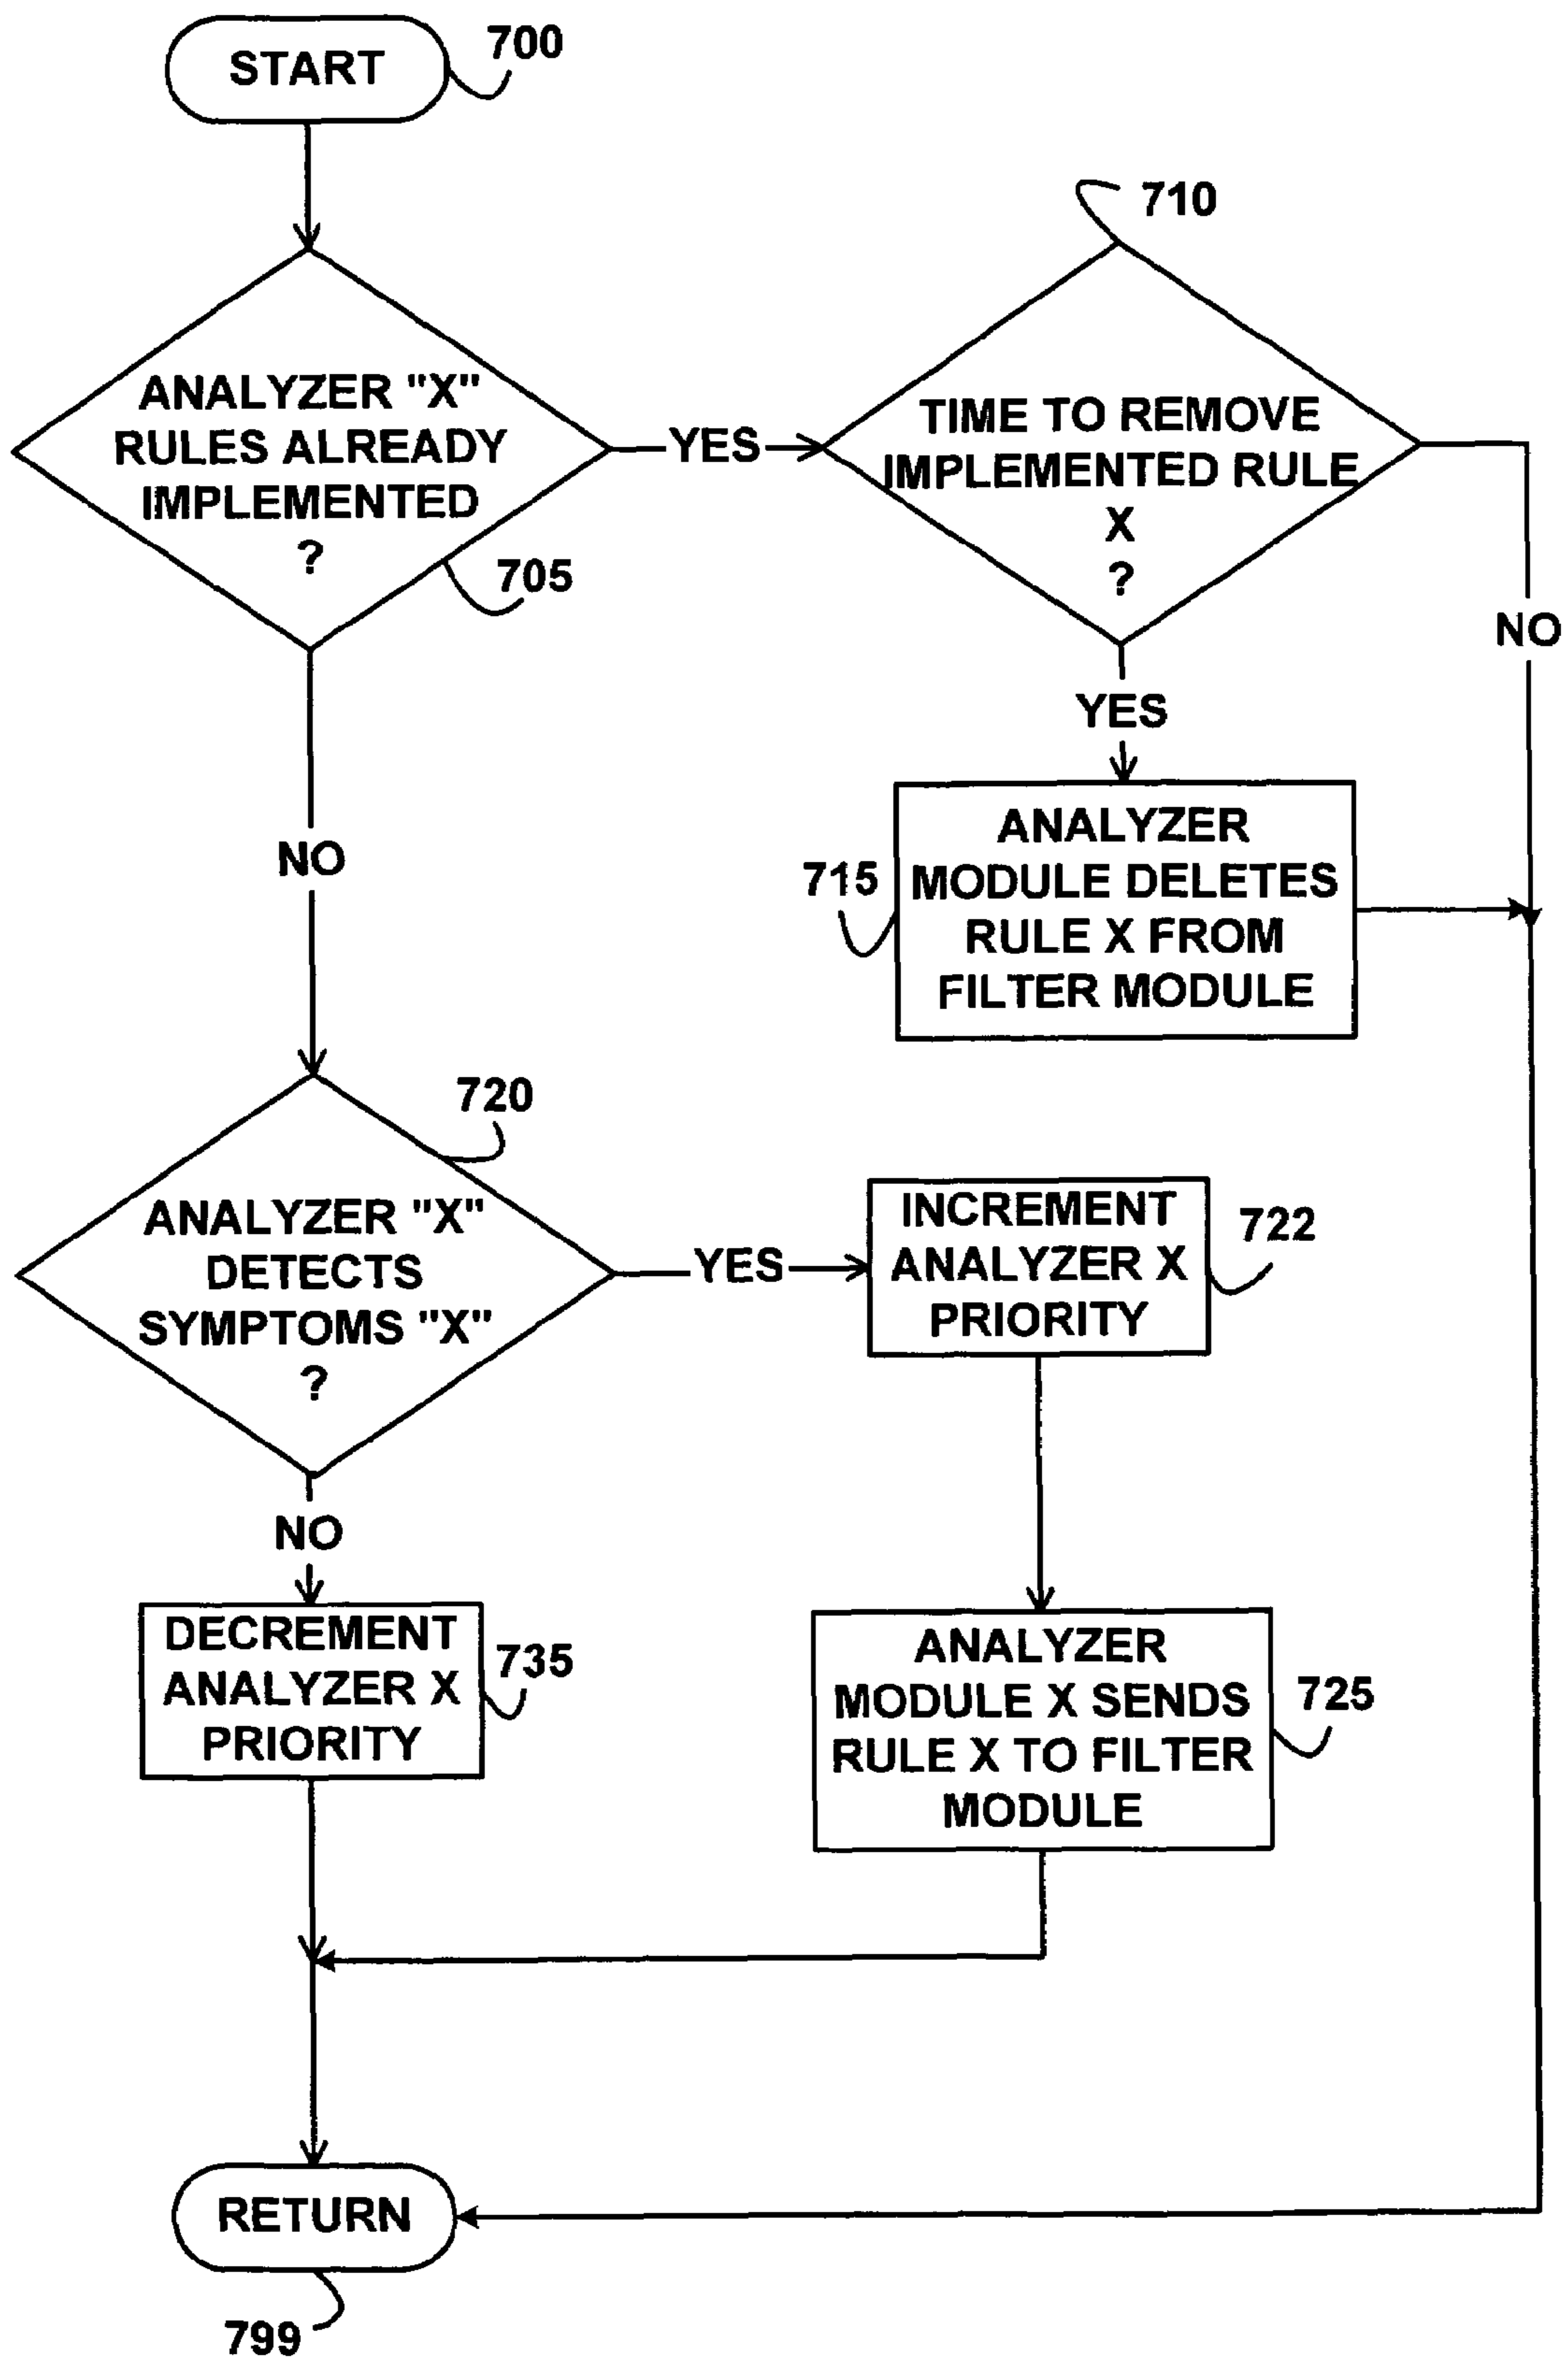 START
700
710
ANALYZER "X"
RULES ALREADY
IMPLEMENTED
?
705
YES
TIME TO REMOVE
IMPLEMENTED RULE
X
?
NO
YES
ANALYZER
MODULE DELETES
RULE X FROM
FILTER MODULE
715
NO
720
ANALYZER "X"
DETECTS
SYMPTOMS "X"
?
YES
INCREMENT
ANALYZER X
PRIORITY
722
NO
DECREMENT
ANALYZER X
PRIORITY
735
ANALYZER
MODULE X SENDS
RULE X TO FILTER
MODULE
725
RETURN
799